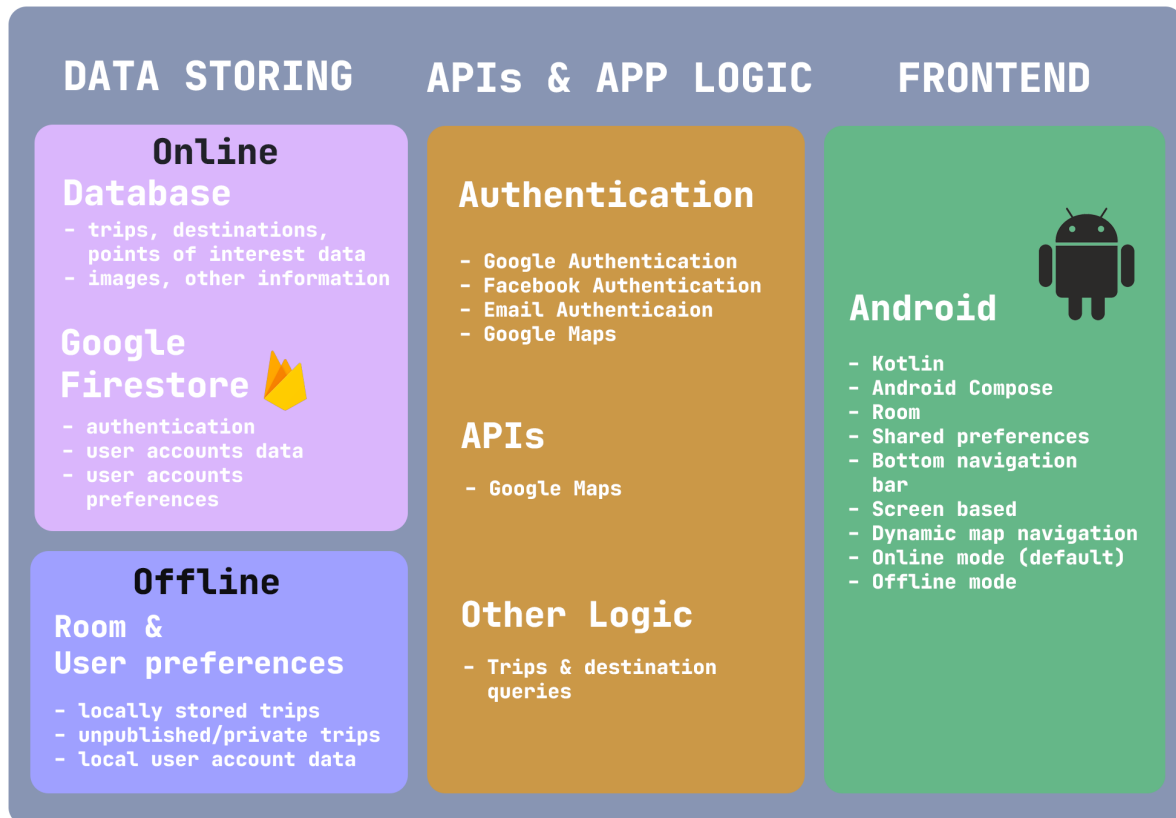 DATA STORING
Online
Database
- trips, destinations,
points of interest data
- images, other information
Google
Firestore
- authentication
- user accounts data
- user accounts
preferences
Offline
Room &
User preferences
- locally stored trips
- unpublished/private trips
- local user account data
APIs & APP LOGIC
Authentication
- Google Authentication
- Facebook Authentication
- Email Authenticaion
- Google Maps
APIs
- Google Maps
Other Logic
- Trips & destination
queries
FRONTEND
Android
- Kotlin
- Android Compose
- Room
- Shared preferences
- Bottom navigation
bar
- Screen based
- Dynamic map navigation
- Online mode (default)
- Offline mode